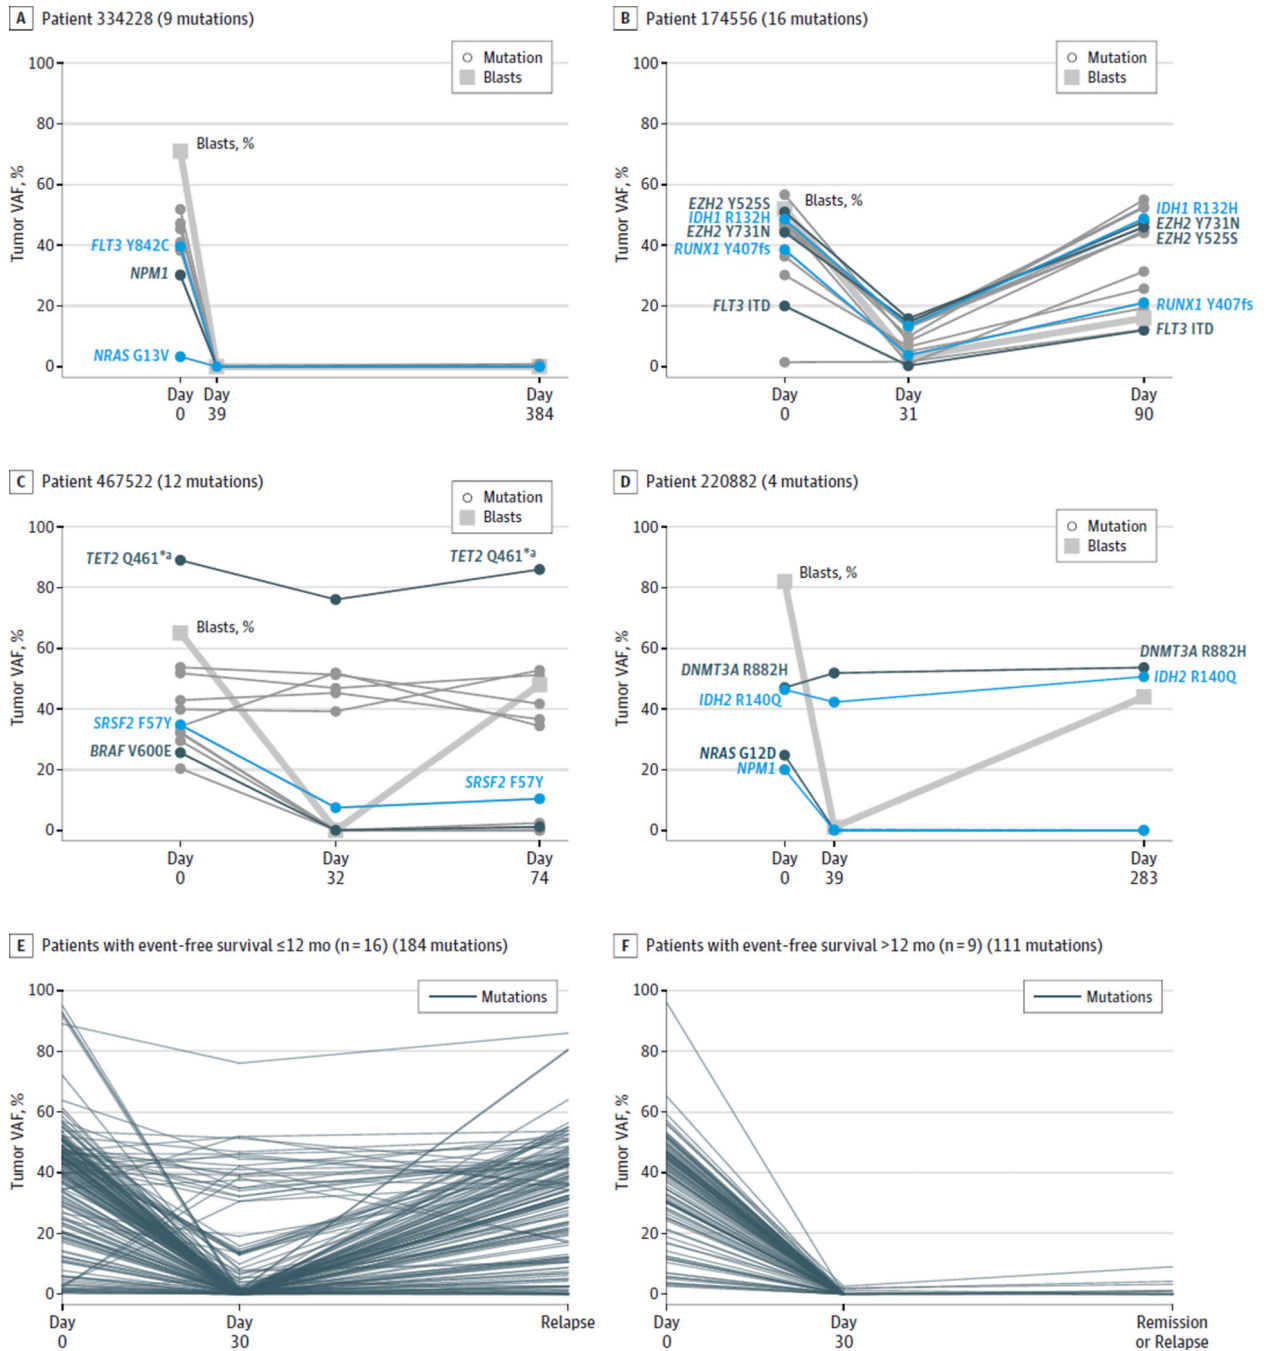 A Patient 334228 (9 mutations)
Mutation
Blasts
100
80
60
40
20
0
Tumor VAF, %
Blasts, %
FLT3 Y842C
NPM1
NRAS G13V
Day 0
Day 39
Day 384
B Patient 174556 (16 mutations)
Mutation
Blasts
100
80
60
40
20
0
Tumor VAF, %
Blasts, %
EZH2 Y525S
IDH1 R132H
EZH2 Y731N
RUNX1 Y407fs
FLT3 ITD
IDH1 R132H
EZH2 Y731N
EZH2 Y525S
RUNX1 Y407fs
FLT3 ITD
Day 0
Day 31
Day 90
C Patient 467522 (12 mutations)
Mutation
Blasts
100
80
60
40
20
0
Tumor VAF, %
TET2 Q461*a
TET2 Q461*a
Blasts, %
SRSF2 F57Y
BRAF V600E
SRSF2 F57Y
Day 0
Day 32
Day 74
D Patient 220882 (4 mutations)
Mutation
Blasts
100
80
60
40
20
0
Tumor VAF, %
Blasts, %
DNMT3A R882H
IDH2 R140Q
NRAS G12D
NPM1
DNMT3A R882H
IDH2 R140Q
Day 0
Day 39
Day 283
E Patients with event-free survival ≤12 mo (n = 16) (184 mutations)
Mutations
100
80
60
40
20
0
Tumor VAF, %
Day 0
Day 30
Relapse
F Patients with event-free survival >12 mo (n = 9) (111 mutations)
Mutations
100
80
60
40
20
0
Tumor VAF, %
Day 0
Day 30
Remission
or Relapse